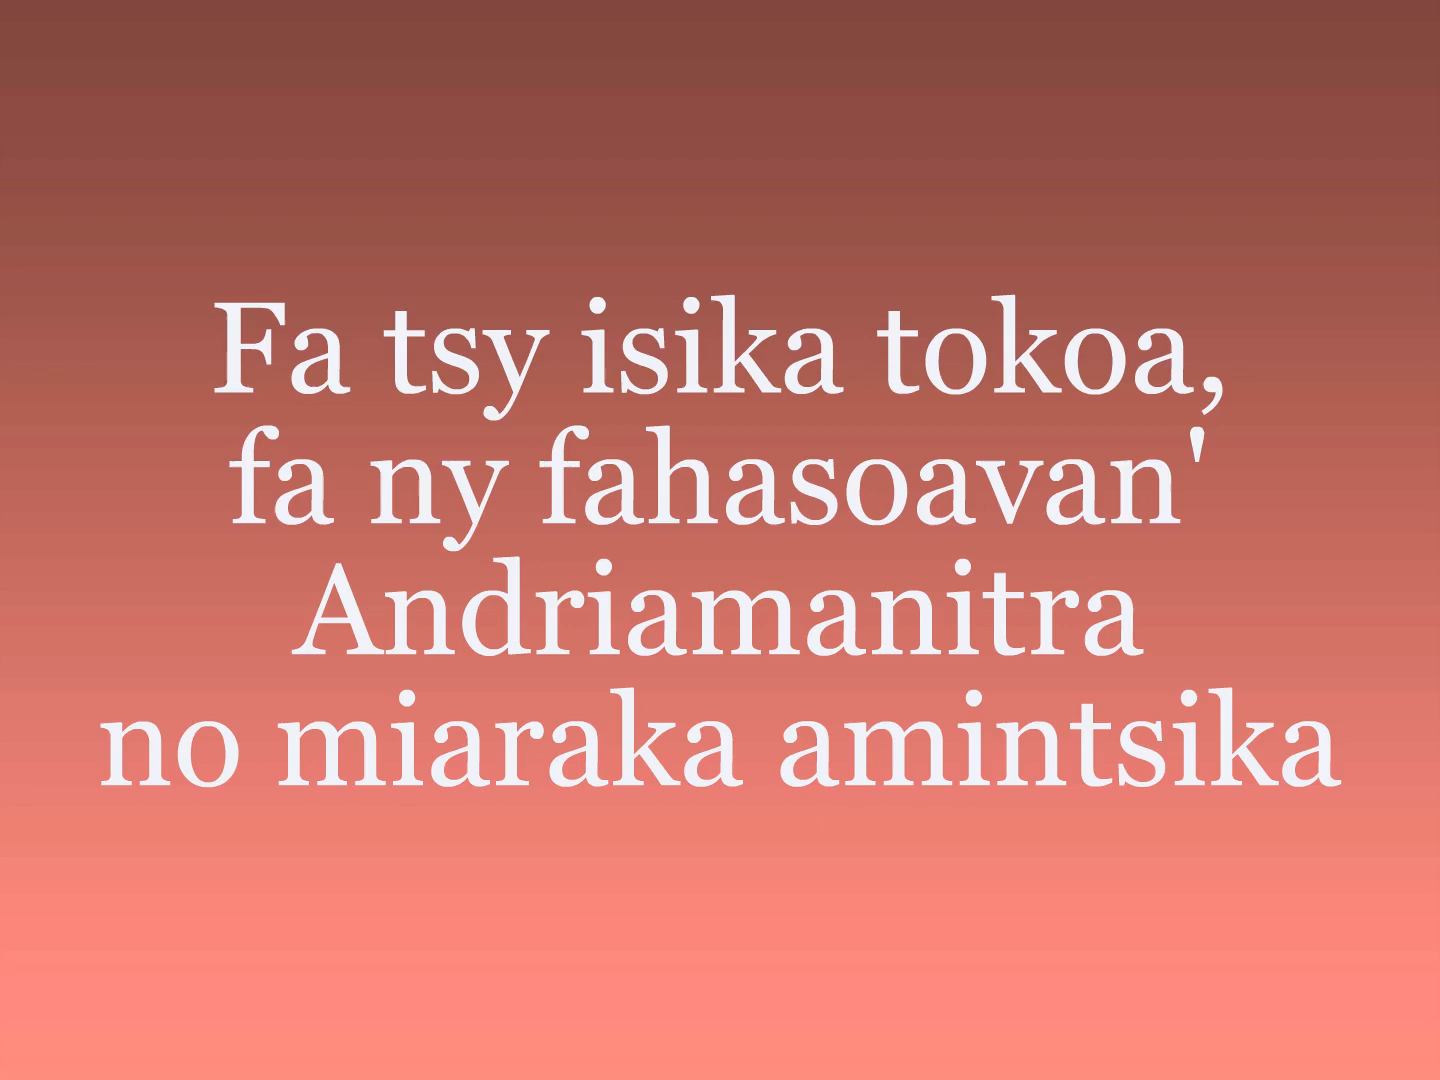 Fa tsy isika tokoa,
fa ny fahasoavan'
Andriamanitra
no miaraka amintsika